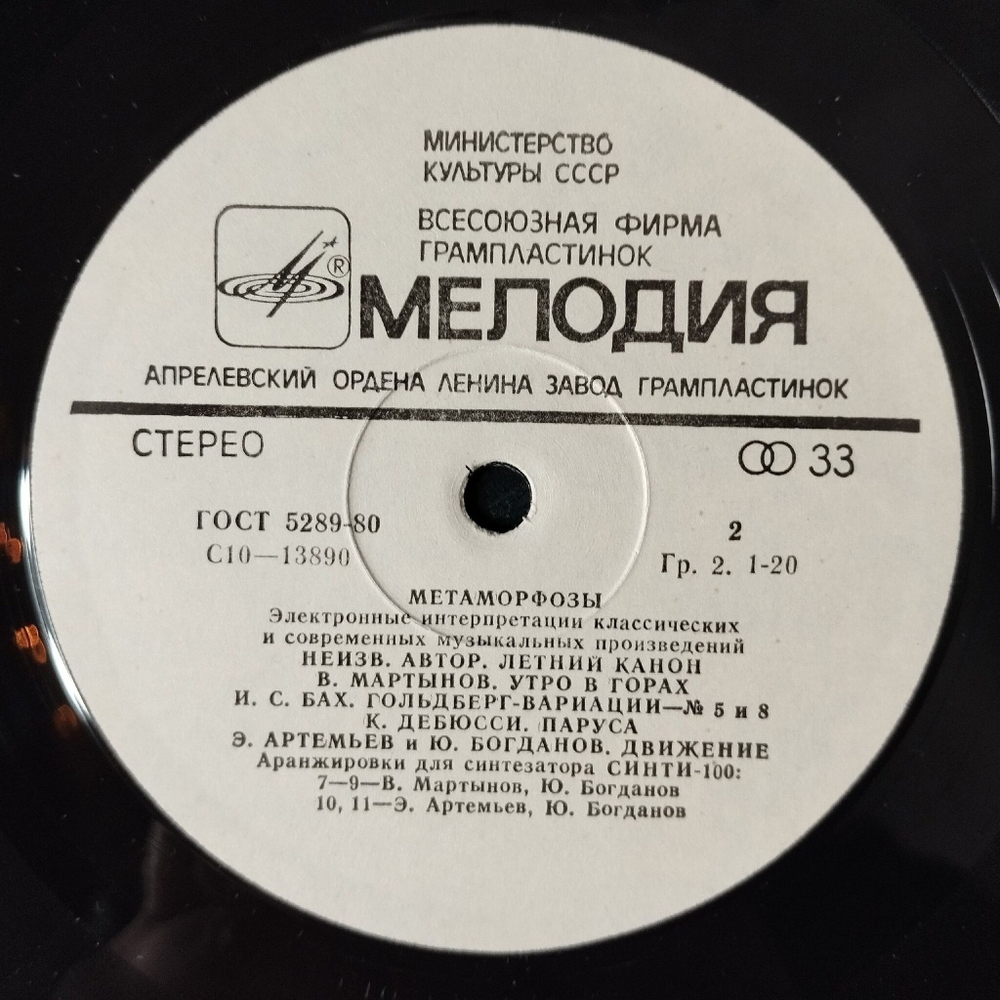 МИНИСТЕРСТВО
КУЛЬТУРЫ СССР
ВСЕСОЮЗНАЯ ФИРМА
ГРАМПЛАСТИНОК
®
МЕЛОДИЯ
АПРЕЛЕВСКИЙ ОРДЕНА ЛЕНИНА ЗАВОД ГРАМПЛАСТИНОК
СТЕРЕО 33
ГОСТ 5289-80 2
С10—13890 Гр. 2. 1-20
МЕТАМОРФОЗЫ
Электронные интерпретации классических
и современных музыкальных произведений
НЕИЗВ. АВТОР. ЛЕТНИЙ КАНОН
В. МАРТЫНОВ. УТРО В ГОРАХ
И. С. БАХ. ГОЛЬДБЕРГ-ВАРИАЦИИ—№ 5 и 8
К. ДЕБЮССИ. ПАРУСА
Э. АРТЕМЬЕВ и Ю. БОГДАНОВ. ДВИЖЕНИЕ
Аранжировки для синтезатора СИНТИ-100:
7—9—В. Мартынов, Ю. Богданов
10, 11—Э. Артемьев, Ю. Богданов